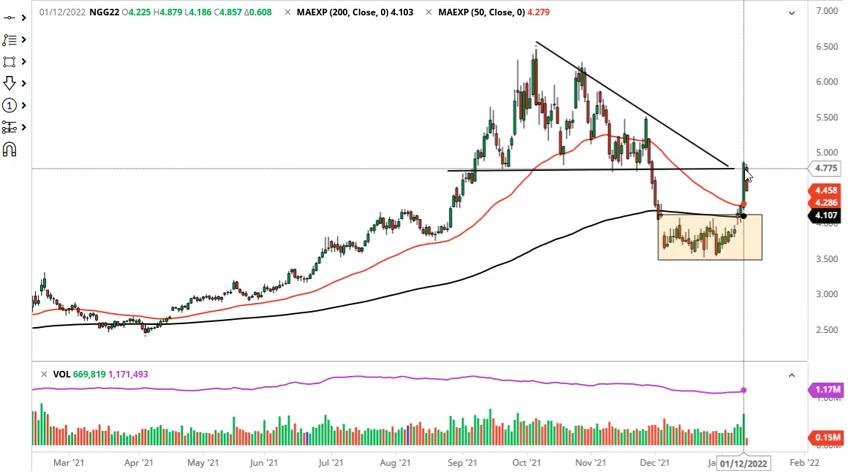 01/12/2022 NGG22 O4.225 H4.879 L4.186 C4.857 Δ0.608 × MAEXP (200, Close, 0) 4.103 × MAEXP (50, Close, 0) 4.279
7.000
6.500
6.000
5.500
5.000
4.775
4.458
4.286
4.107
3.500
3.000
2.500
× VOL 669,819 1,171,493
1.17M
0.15M
Mar '21 Apr '21 May '21 Jun '21 Jul '21 Aug '21 Sep '21 Oct '21 Nov '21 Dec '21 01/12/2022 Feb '22